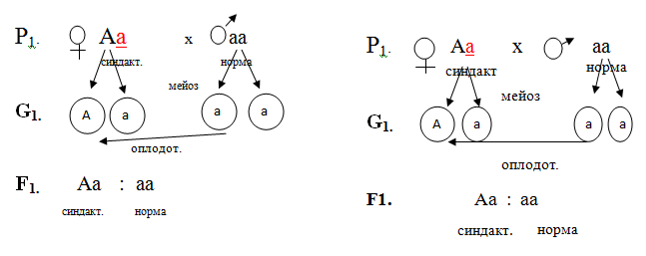 P1. Aa x aa
синдакт. норма
мейоз
G1. A a a a
оплодот.
F1. Aa : aa
синдакт. норма
P1. Aa x aa
синдакт норма
мейоз
G1. A a a a
оплодот.
F1. Aa : aa
синдакт. норма